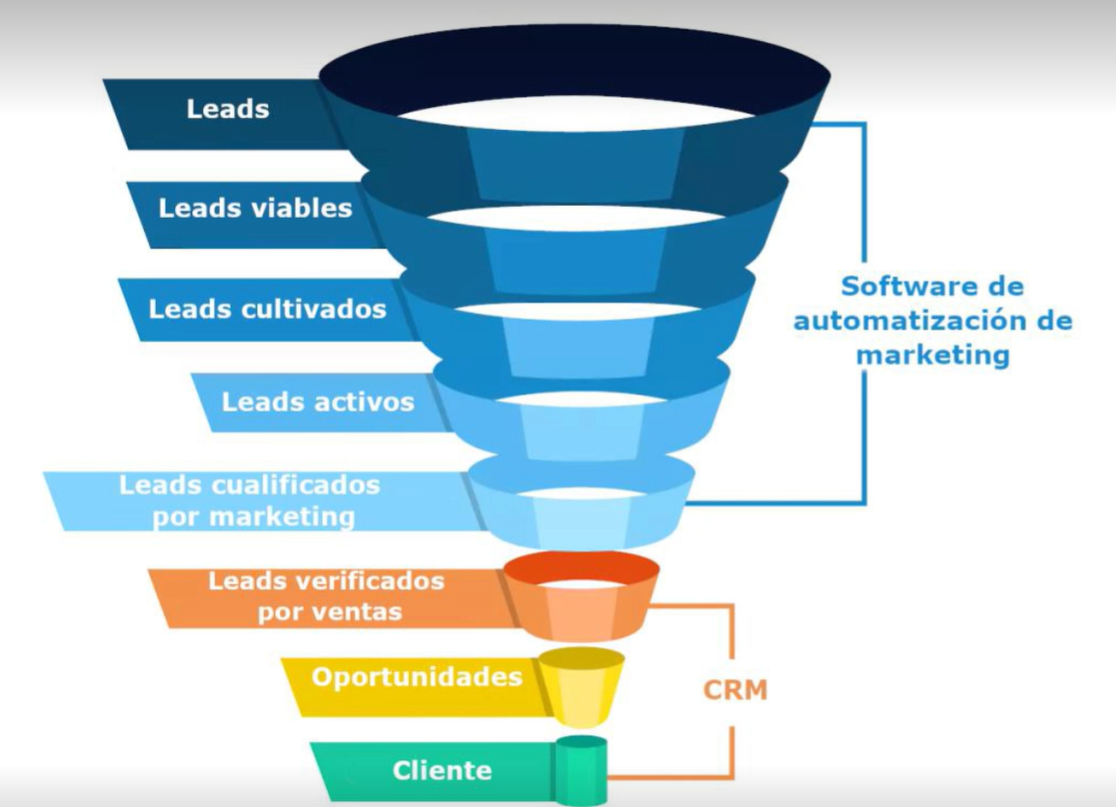 Leads
Leads viables
Leads cultivados
Leads activos
Leads cualificados
por marketing
Leads verificados
por ventas
Oportunidades
Cliente
Software de
automatización de
marketing
CRM